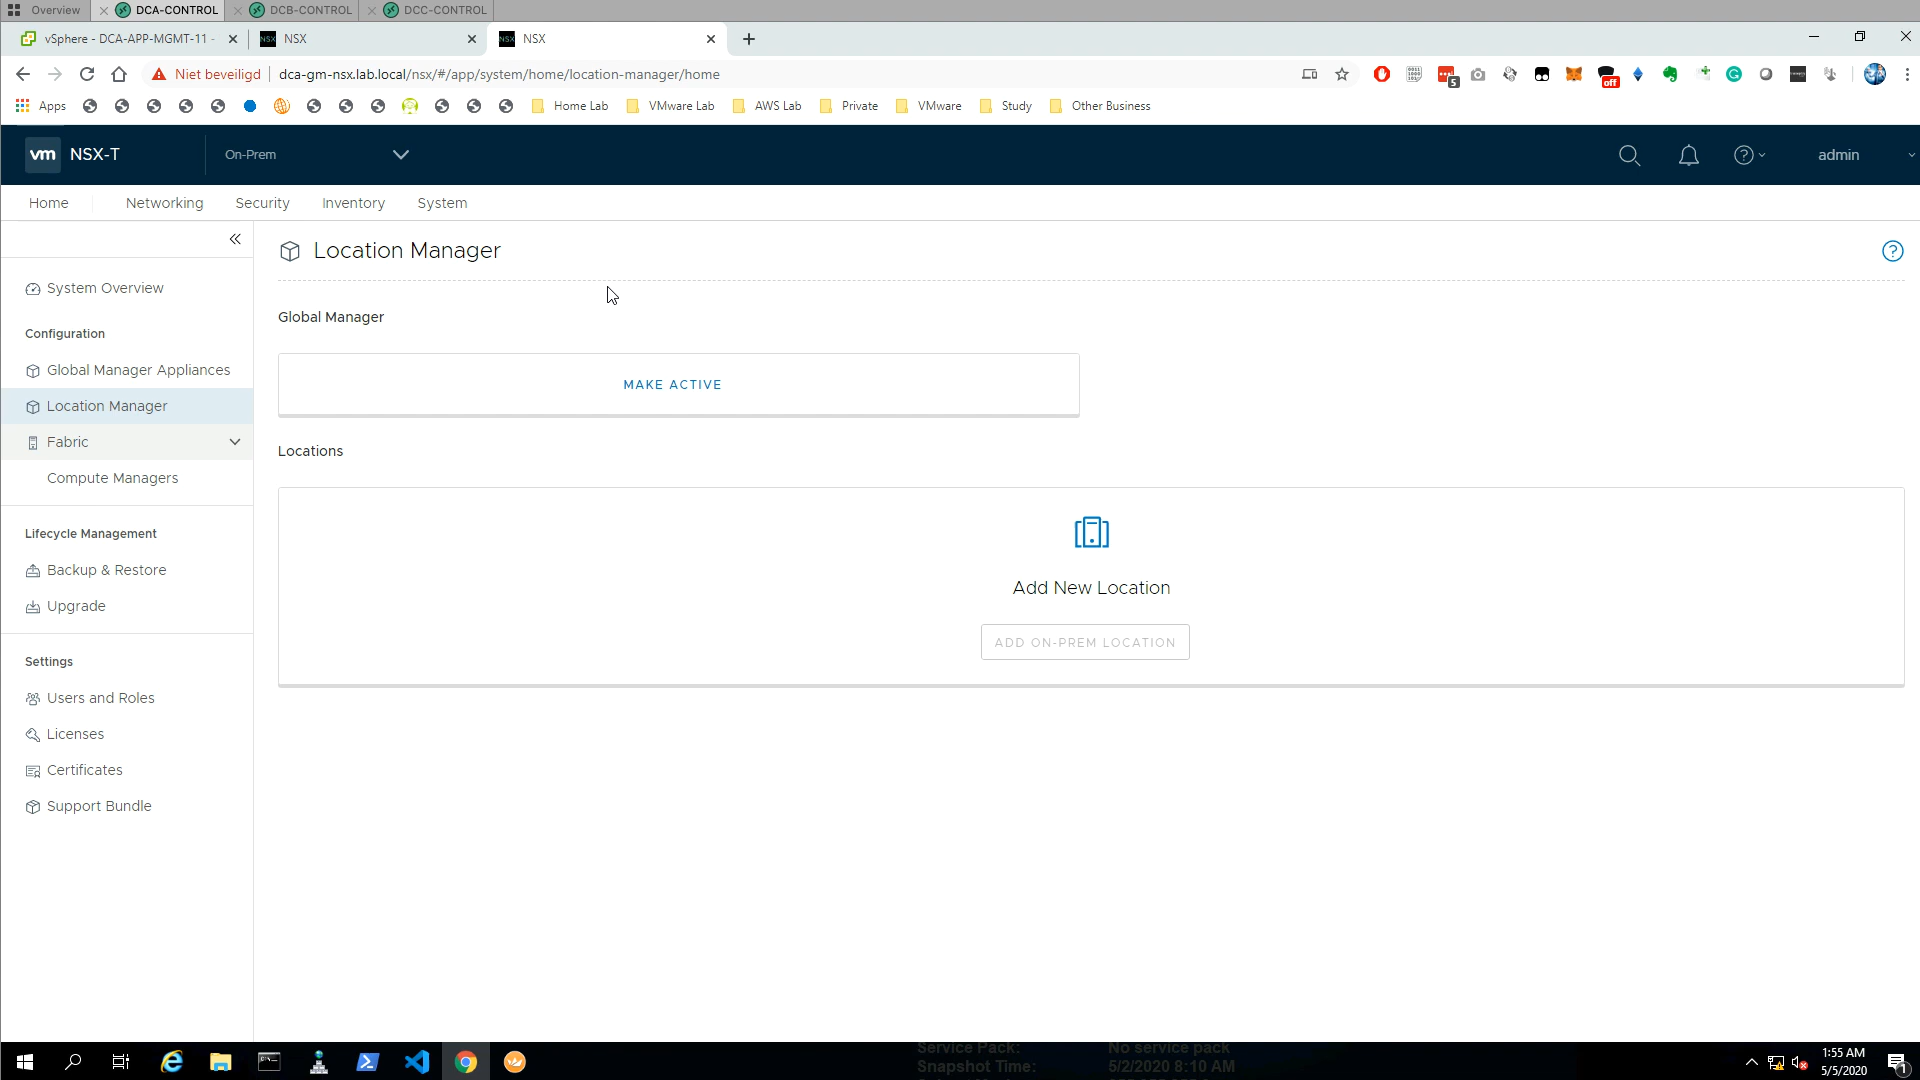 Overview
DCA-CONTROL
DCB-CONTROL
DCC-CONTROL
vSphere - DCA-APP-MGMT-11 -
NSX
NSX
Niet beveiligd
dca-gm-nsx.lab.local/nsx/#/app/system/home/location-manager/home
5
off
Apps
Home Lab
VMware Lab
AWS Lab
Private
VMware
Study
Other Business
vm NSX-T
On-Prem
admin
Home
Networking
Security
Inventory
System
System Overview
Configuration
Global Manager Appliances
Location Manager
Fabric
Compute Managers
Lifecycle Management
Backup & Restore
Upgrade
Settings
Users and Roles
Licenses
Certificates
Support Bundle
Location Manager
Global Manager
MAKE ACTIVE
Locations
Add New Location
ADD ON-PREM LOCATION
Service Pack: No service pack
Snapshot Time: 5/2/2020 8:10 AM
1:55 AM
5/5/2020
1